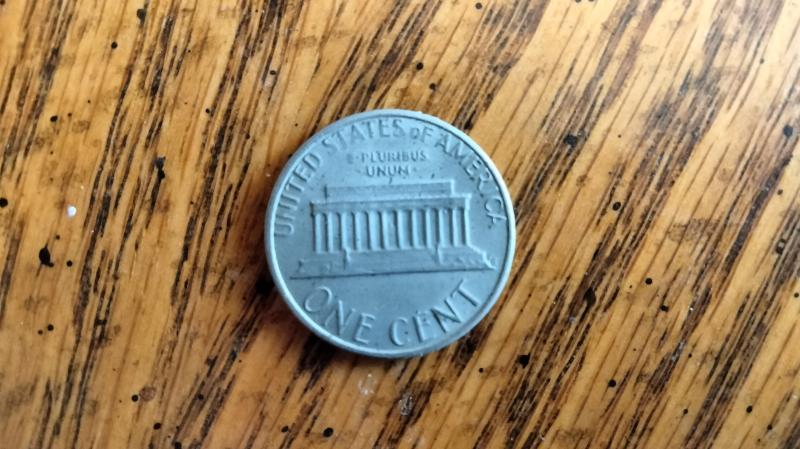 UNITED STATES OF AMERICA
E·PLURIBUS
·UNUM·
ONE CENT